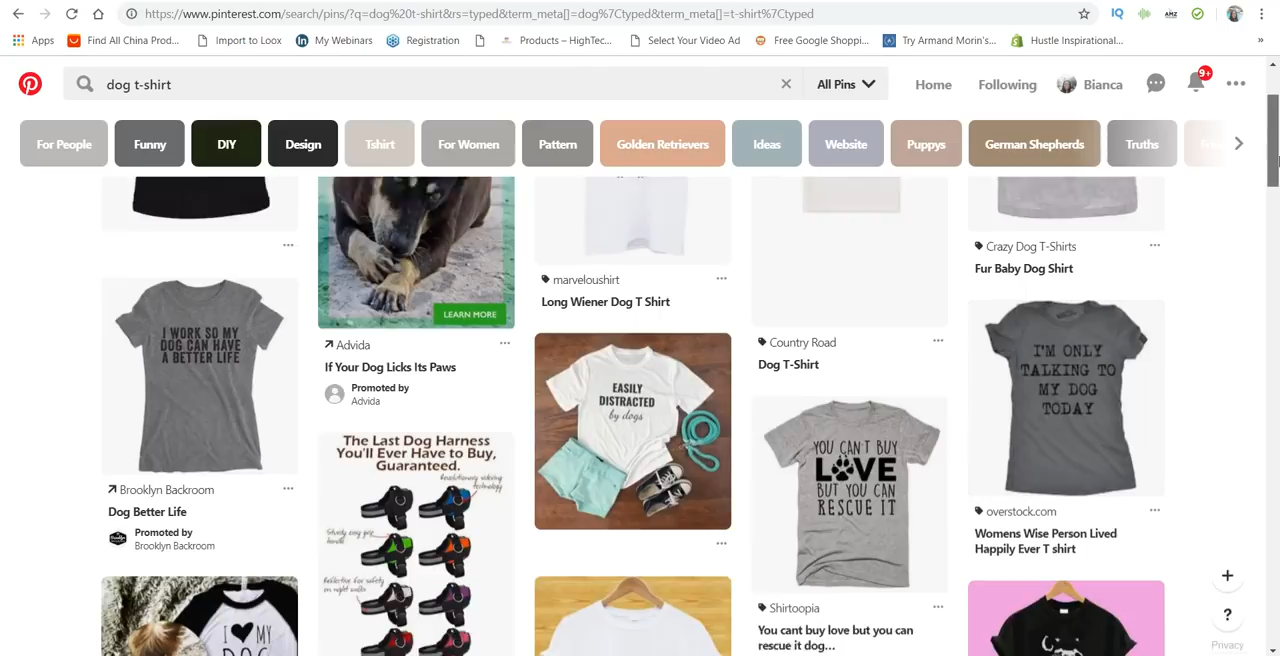 https://www.pinterest.com/search/pins/?q=dog%20t-shirt&rs=typed&term_meta[]=dog%7Ctyped&term_meta[]=t-shirt%7Ctyped
Apps Find All China Prod... Import to Loox My Webinars Registration Products – HighTec... Select Your Video Ad Free Google Shoppi... Try Armand Morin's... Hustle Inspirational... »
dog t-shirt All Pins Home Following Bianca 9+
For People Funny DIY Design Tshirt For Women Pattern Golden Retrievers Ideas Website Puppys German Shepherds Truths
Crazy Dog T-Shirts
Fur Baby Dog Shirt
marveloushirt
Long Wiener Dog T Shirt
LEARN MORE
Advida
If Your Dog Licks Its Paws
Promoted by
Advida
Country Road
Dog T-Shirt
I WORK SO MY
DOG CAN HAVE
A BETTER LIFE
Brooklyn Backroom
Dog Better Life
Promoted by
Brooklyn Backroom
The Last Dog Harness
You'll Ever Have to Buy,
Guaranteed.
EASILY
DISTRACTED
by dogs
YOU CAN'T BUY
LOVE
BUT YOU CAN
RESCUE IT
Shirtoopia
You cant buy love but you can
rescue it dog...
I'M ONLY
TALKING TO
MY DOG
TODAY
overstock.com
Womens Wise Person Lived
Happily Ever T shirt
I MY
DOG
+
?
Privacy